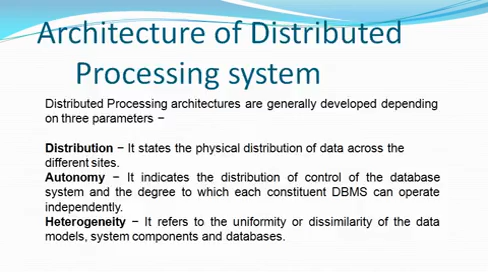 Architecture of Distributed
Processing system
Distributed Processing architectures are generally developed depending
on three parameters −
Distribution − It states the physical distribution of data across the
different sites.
Autonomy − It indicates the distribution of control of the database
system and the degree to which each constituent DBMS can operate
independently.
Heterogeneity − It refers to the uniformity or dissimilarity of the data
models, system components and databases.